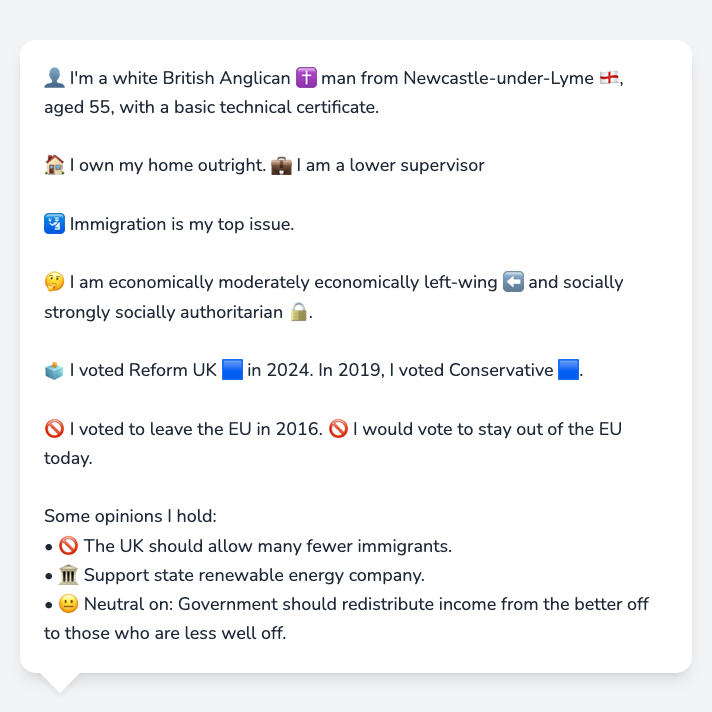 👤 I'm a white British Anglican ✝️ man from Newcastle-under-Lyme 🏴󠁧󠁢󠁥󠁮󠁧󠁿,
aged 55, with a basic technical certificate.
🏠 I own my home outright. 💼 I am a lower supervisor
🛂 Immigration is my top issue.
🤔 I am economically moderately economically left-wing ⬅️ and socially
strongly socially authoritarian 🔒.
🗳️ I voted Reform UK 🟦 in 2024. In 2019, I voted Conservative 🟦.
🚫 I voted to leave the EU in 2016. 🚫 I would vote to stay out of the EU
today.
Some opinions I hold:
• 🚫 The UK should allow many fewer immigrants.
• 🏛️ Support state renewable energy company.
• 😐 Neutral on: Government should redistribute income from the better off
to those who are less well off.